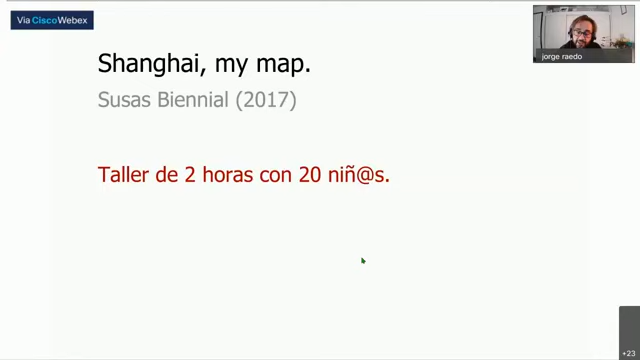 Via CiscoWebex
jorge raedo
Shanghai, my map.
Susas Biennial (2017)
Taller de 2 horas con 20 niñ@s.
+23